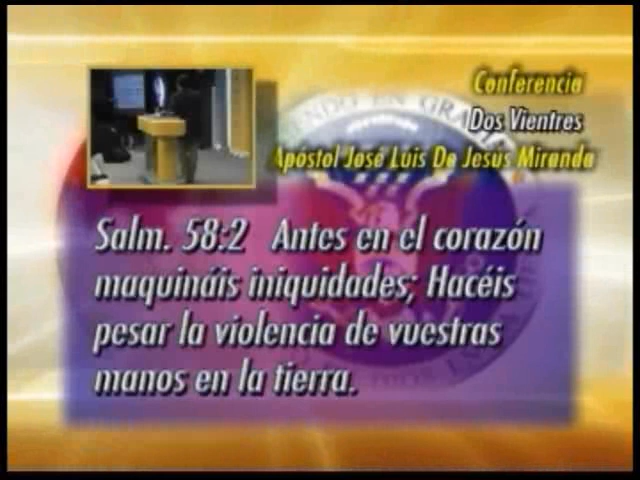 Conferencia
Dos Vientres
Apóstol José Luis De Jesús Miranda
Salm. 58:2 Antes en el corazón
maquináis iniquidades; Hacéis
pesar la violencia de vuestras
manos en la tierra.